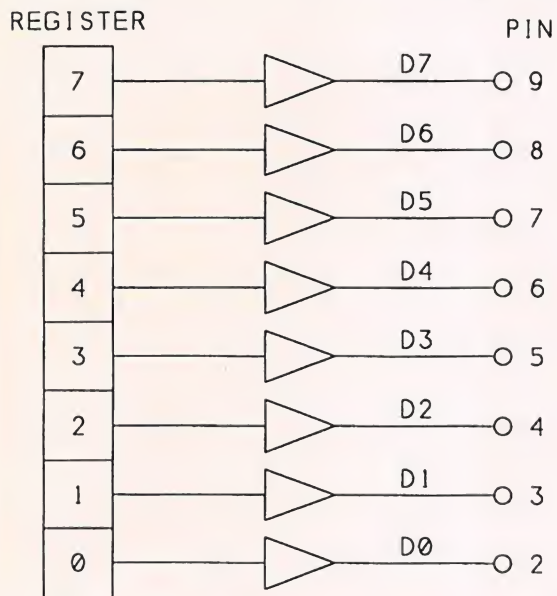 REGISTER PIN
7 D7 9
6 D6 8
5 D5 7
4 D4 6
3 D3 5
2 D2 4
1 D1 3
0 D0 2